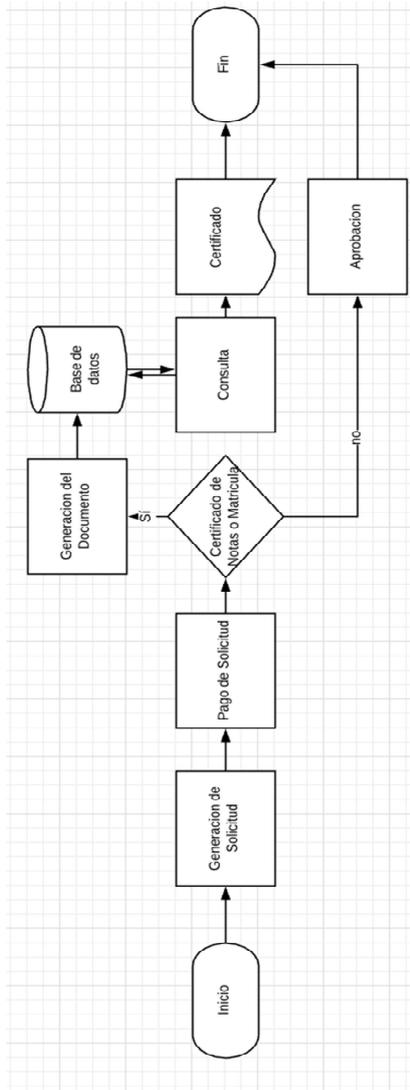 Inicio
Generacion de
Solicitud
Pago de Solicitud
Certificado de
Notas o Matricula
Sí
Generacion del
Documento
Base de
datos
Consulta
Certificado
no
Aprobacion
Fin